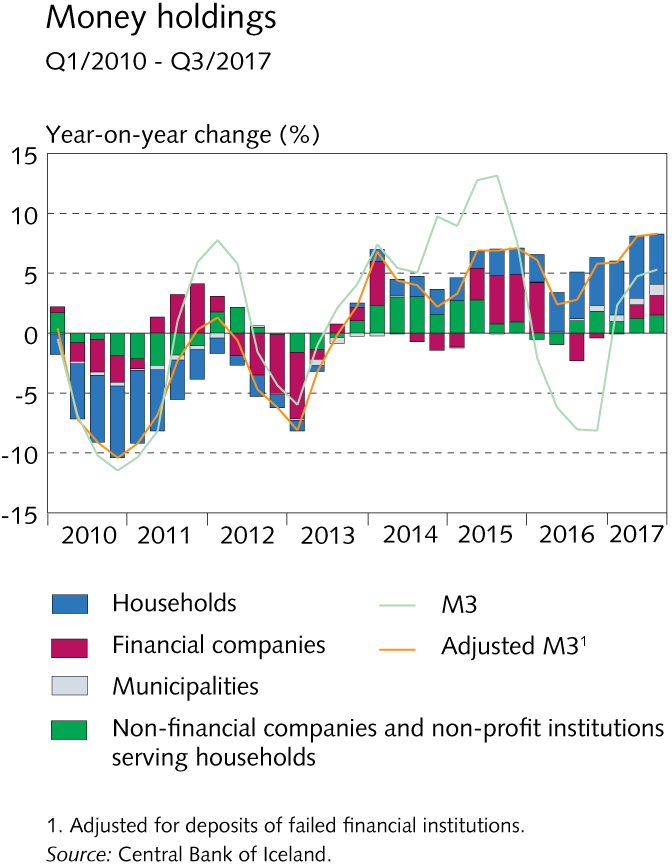 Money holdings
Q1/2010 - Q3/2017
Year-on-year change (%)
15
10
5
0
-5
-10
-15
2010 2011 2012 2013 2014 2015 2016 2017
Households
M3
Financial companies
Adjusted M3¹
Municipalities
Non-financial companies and non-profit institutions
serving households
1. Adjusted for deposits of failed financial institutions.
Source: Central Bank of Iceland.